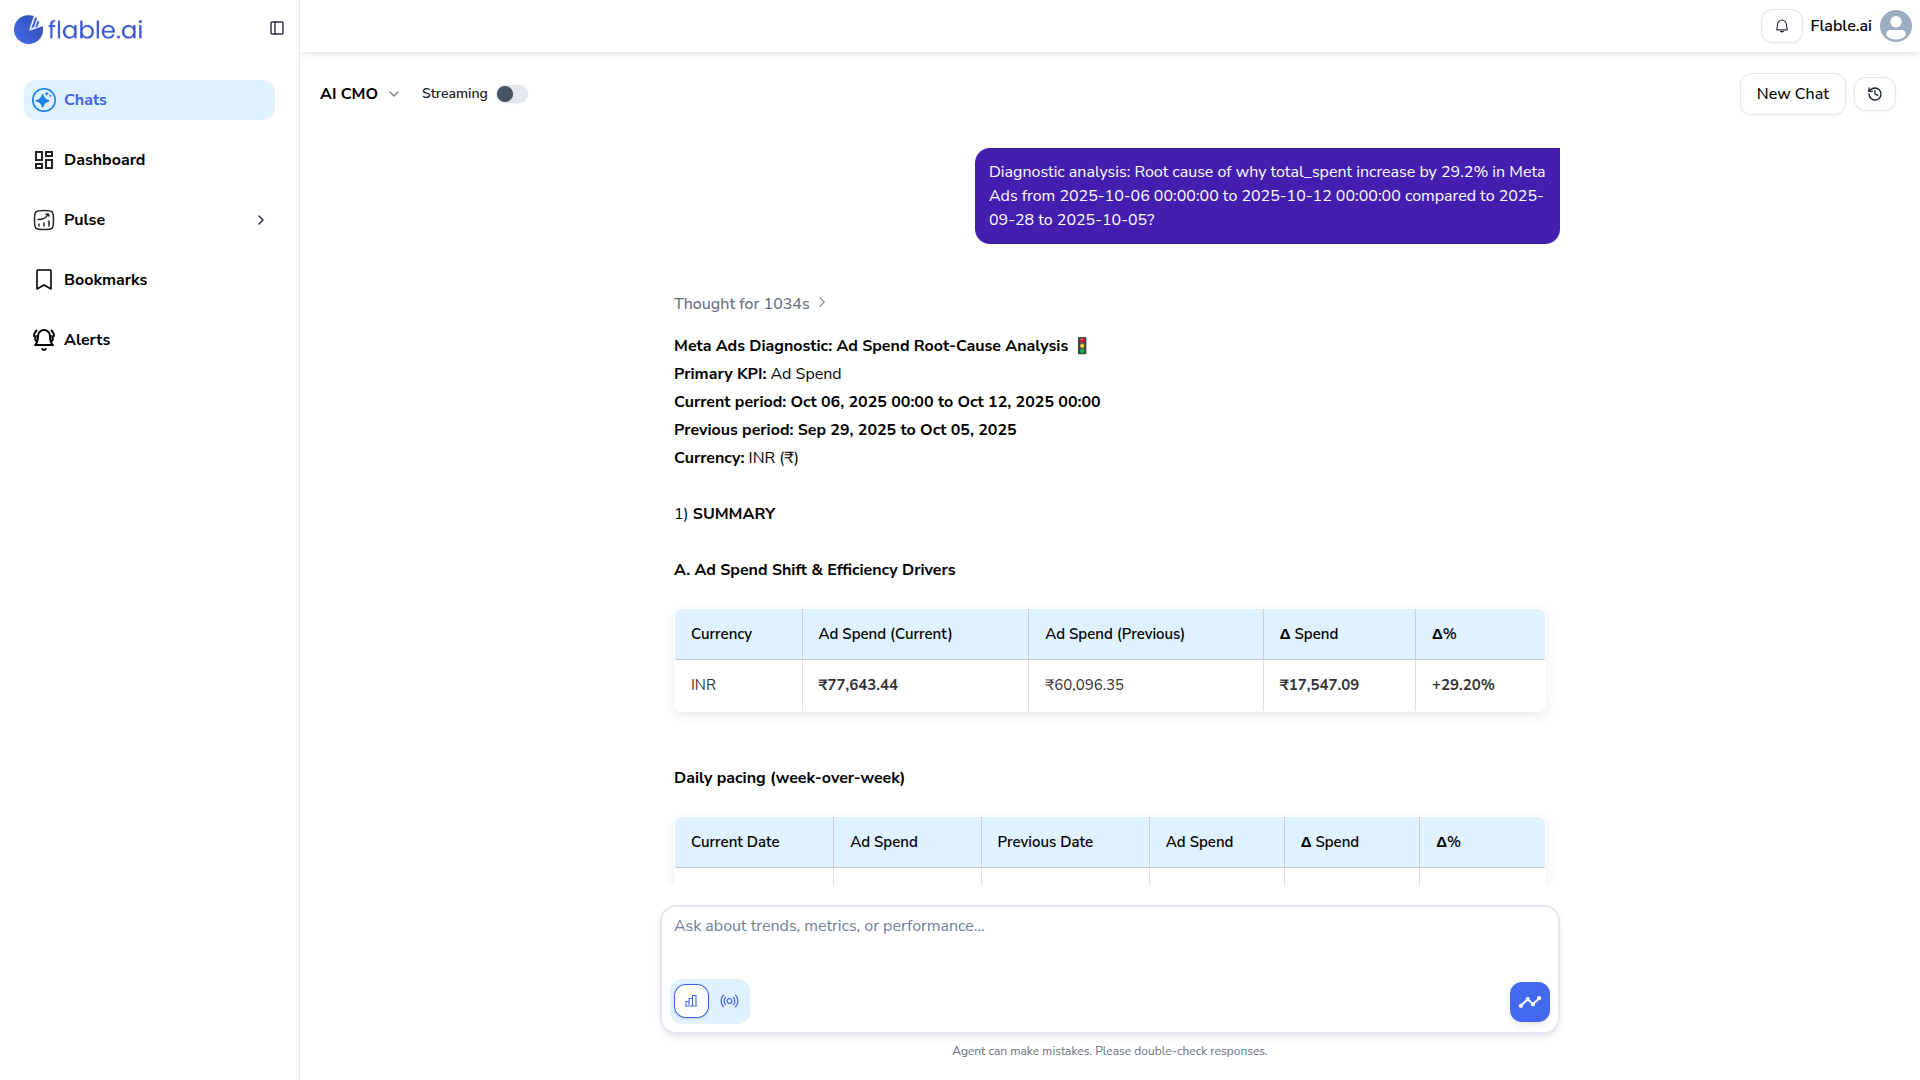 flable.ai
Flable.ai
Chats
Dashboard
Pulse
Bookmarks
Alerts
AI CMO
Streaming
New Chat
Diagnostic analysis: Root cause of why total_spent increase by 29.2% in Meta
Ads from 2025-10-06 00:00:00 to 2025-10-12 00:00:00 compared to 2025-
09-28 to 2025-10-05?
Thought for 1034s
Meta Ads Diagnostic: Ad Spend Root-Cause Analysis 🚦
Primary KPI: Ad Spend
Current period: Oct 06, 2025 00:00 to Oct 12, 2025 00:00
Previous period: Sep 29, 2025 to Oct 05, 2025
Currency: INR (₹)
1) SUMMARY
A. Ad Spend Shift & Efficiency Drivers
Currency Ad Spend (Current) Ad Spend (Previous) Δ Spend Δ%
INR ₹77,643.44 ₹60,096.35 ₹17,547.09 +29.20%
Daily pacing (week-over-week)
Current Date Ad Spend Previous Date Ad Spend Δ Spend Δ%
Ask about trends, metrics, or performance...
Agent can make mistakes. Please double-check responses.